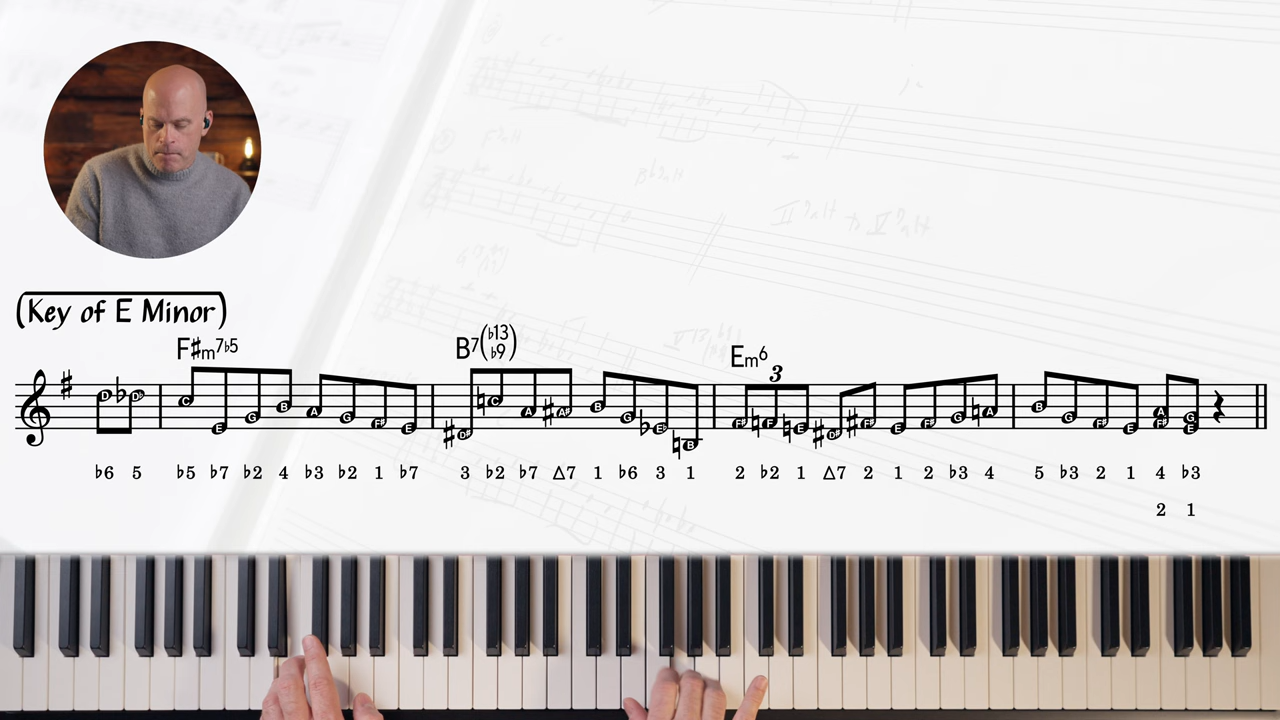 (Key of E Minor)
F♯m7♭5
B7(♭13 ♭9)
Em6
3
D D♭ C E G B A G F♯ E D♯ C A A♯ B G E♭ B F♯ F E D♯ F♯ E F♯ G A B G F♯ E A G
F♯ E
♭6 5 ♭5 ♭7 ♭2 4 ♭3 ♭2 1 ♭7 3 ♭2 ♭7 △7 1 ♭6 3 1 2 ♭2 1 △7 2 1 2 ♭3 4 5 ♭3 2 1 4 ♭3
2 1